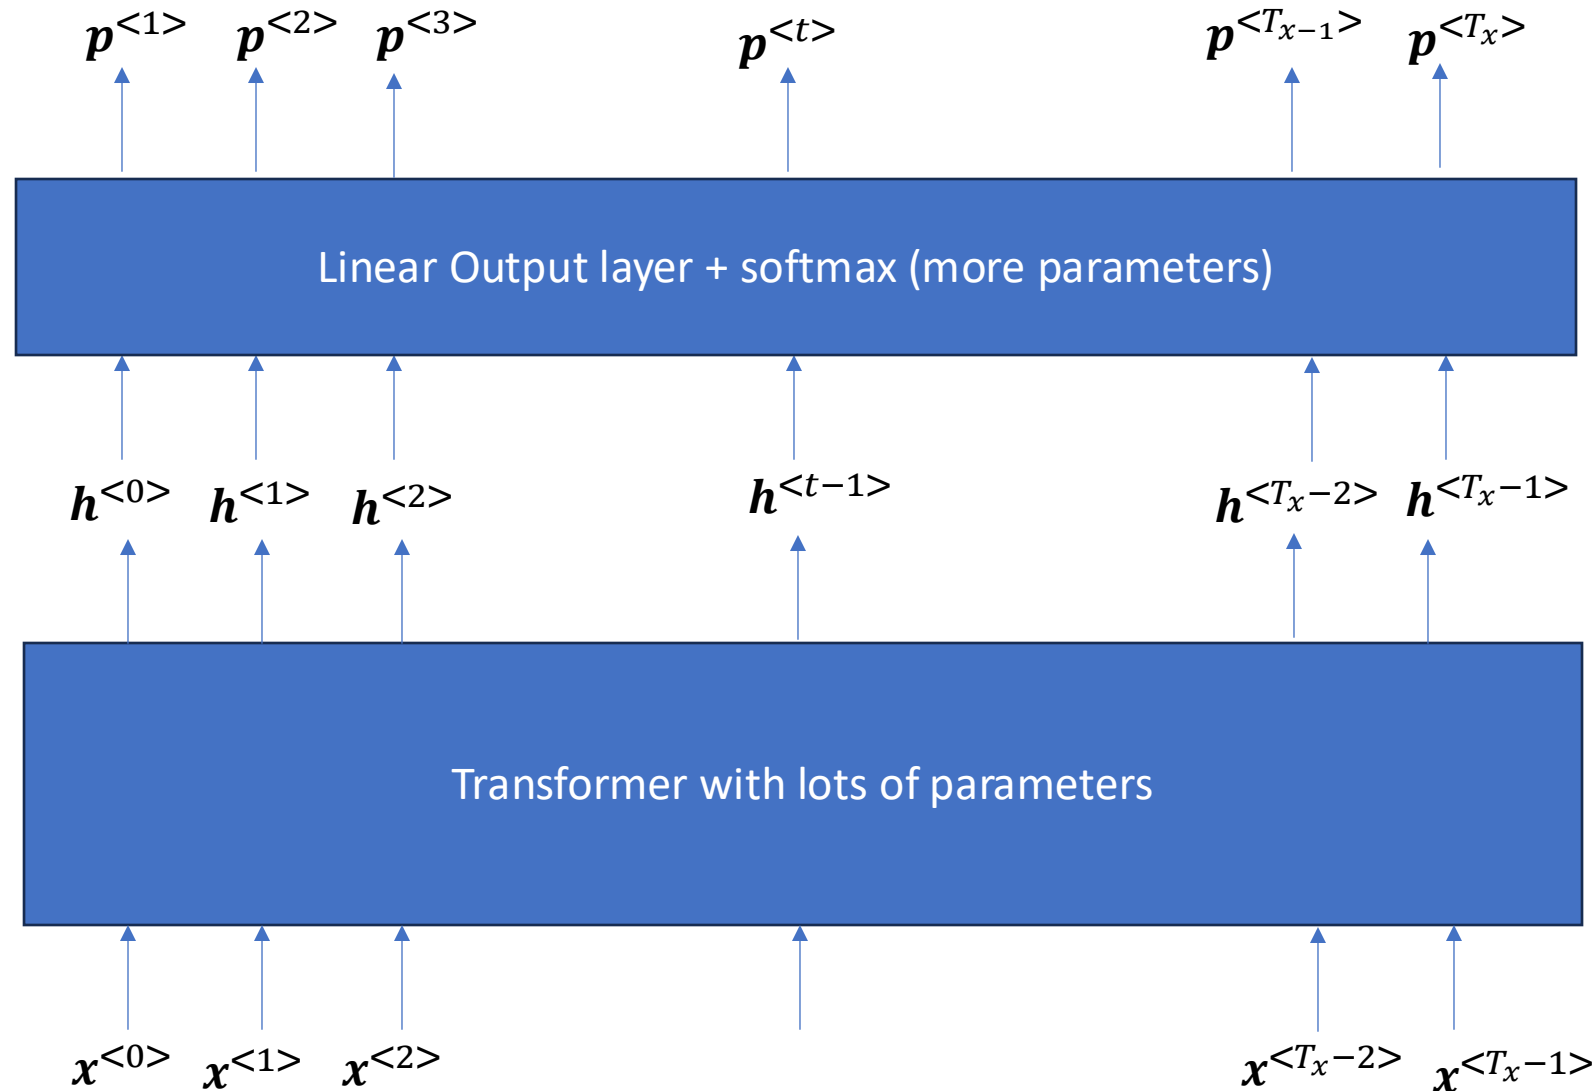 p<1> p<2> p<3> p<t> p<Tx−1> p<Tx>
Linear Output layer + softmax (more parameters)
h<0> h<1> h<2> h<t−1> h<Tx−2> h<Tx−1>
Transformer with lots of parameters
x<0> x<1> x<2> x<Tx−2> x<Tx−1>